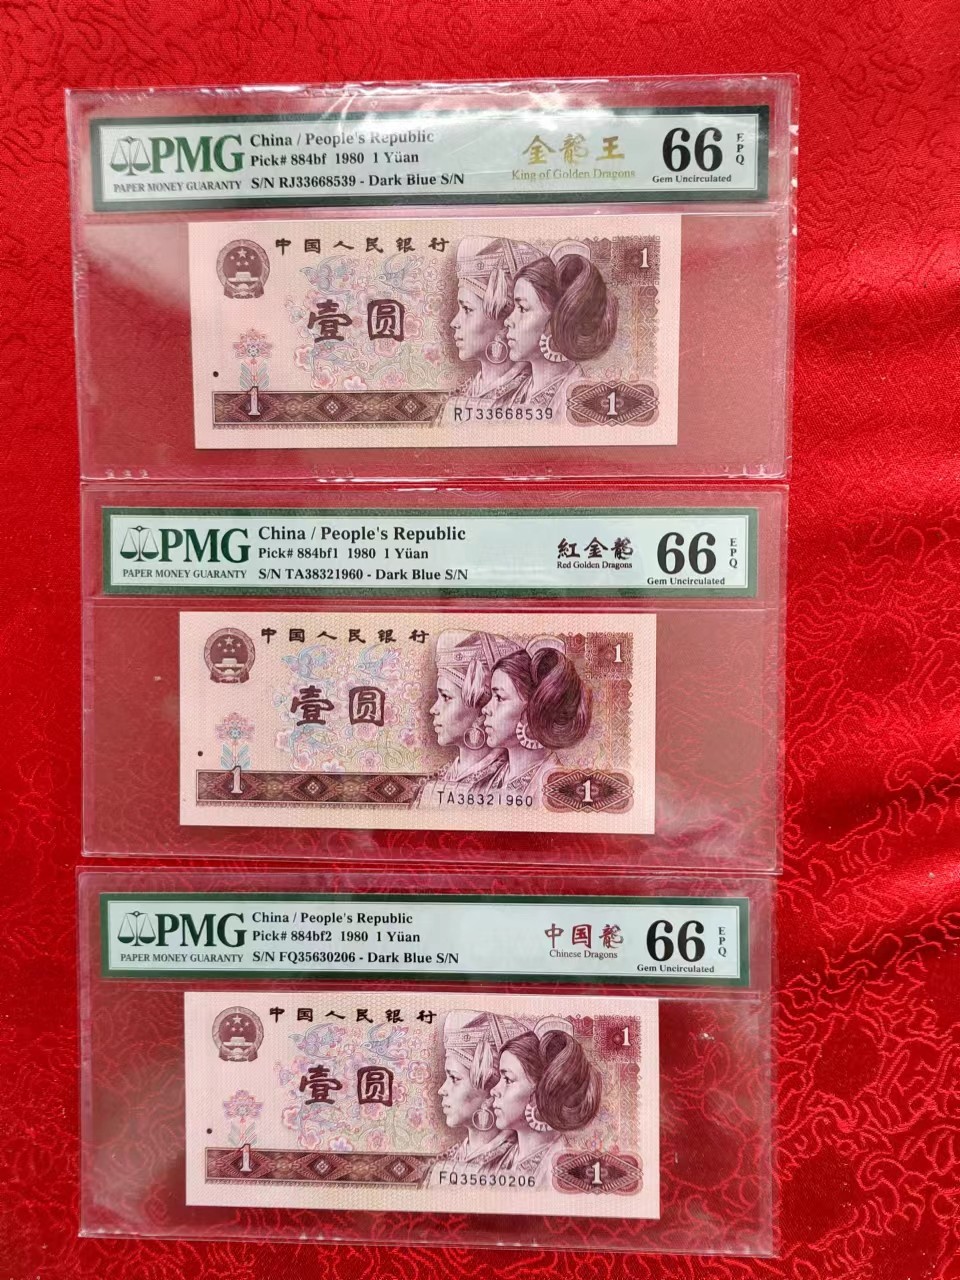 PMG
PAPER MONEY GUARANTY
China / People's Republic
Pick# 884bf 1980 1 Yüan
S/N RJ33668539 - Dark Blue S/N
金龍王
King of Golden Dragons
66
EPQ
Gem Uncirculated
中国人民银行
1
壹圆
1
RJ33668539
1
PMG
PAPER MONEY GUARANTY
China / People's Republic
Pick# 884bf1 1980 1 Yüan
S/N TA38321960 - Dark Blue S/N
紅金龍
Red Golden Dragons
66
EPQ
Gem Uncirculated
中国人民银行
1
壹圆
1
TA38321960
1
PMG
PAPER MONEY GUARANTY
China / People's Republic
Pick# 884bf2 1980 1 Yüan
S/N FQ35630206 - Dark Blue S/N
中国龍
Chinese Dragons
66
EPQ
Gem Uncirculated
中国人民银行
1
壹圆
1
FQ35630206
1